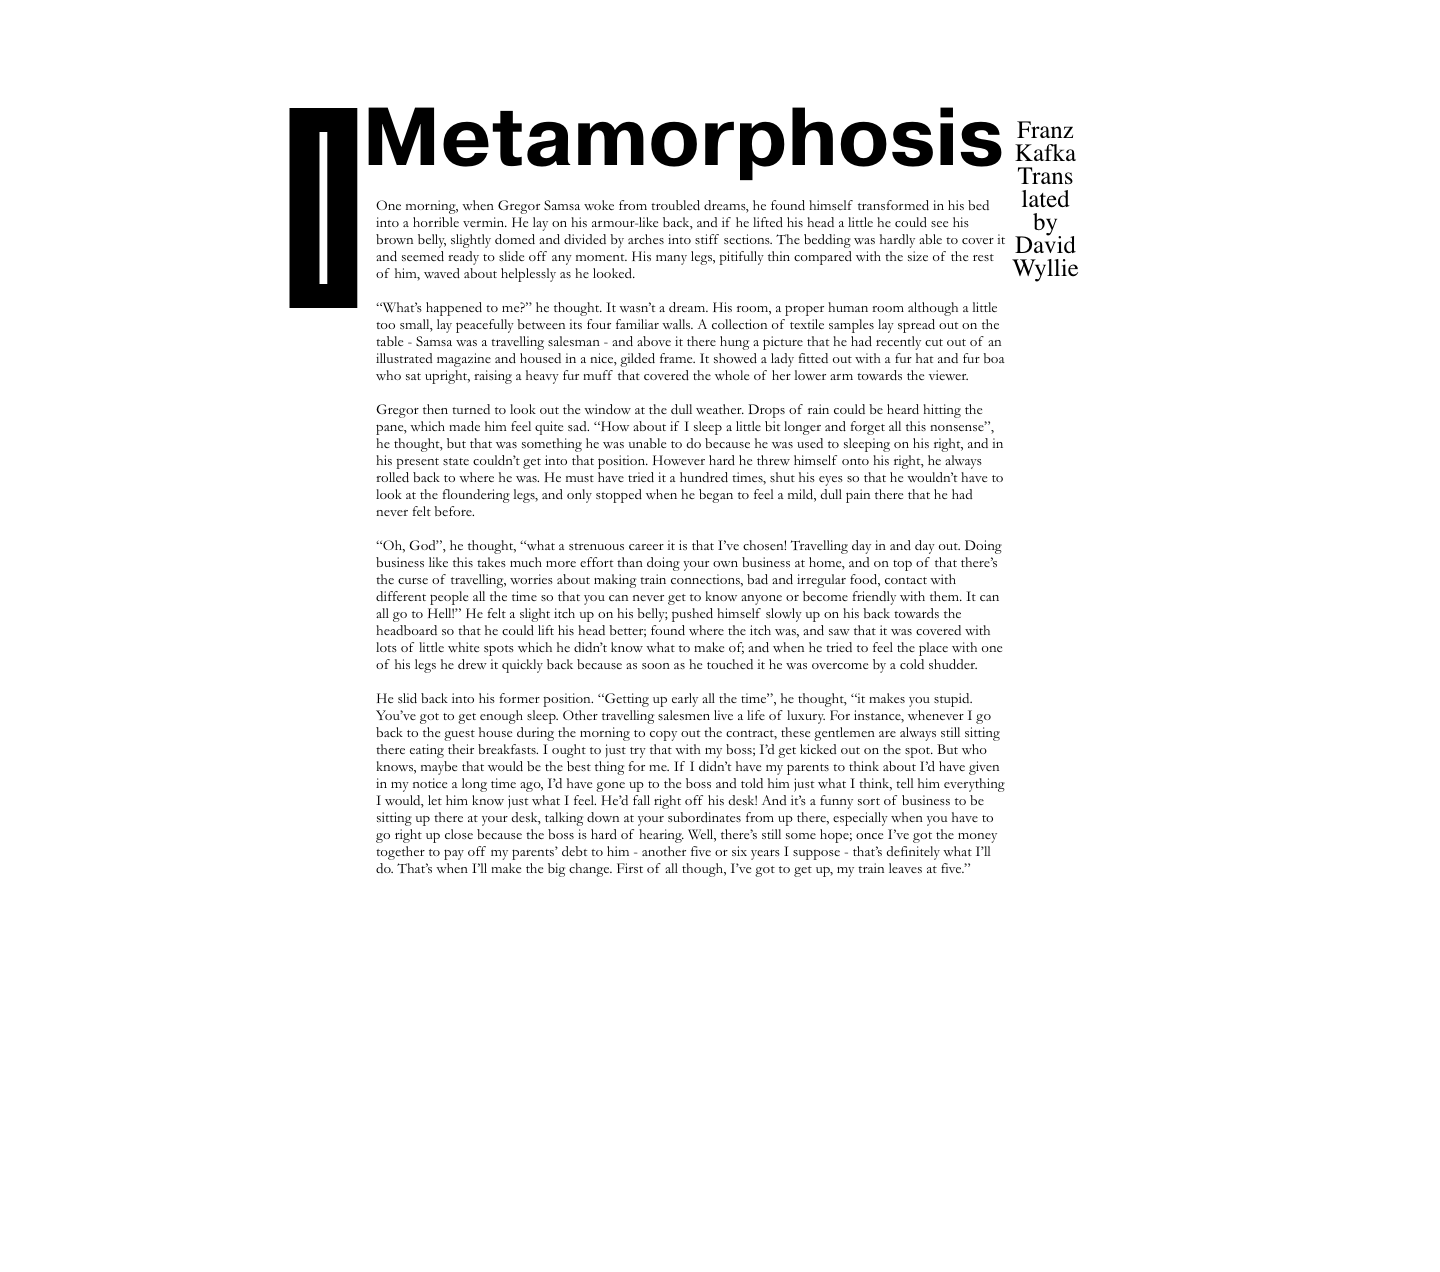 Metamorphosis
Franz
Kafka
Trans
lated
by
David
Wyllie
One morning, when Gregor Samsa woke from troubled dreams, he found himself transformed in his bed
into a horrible vermin. He lay on his armour-like back, and if he lifted his head a little he could see his
brown belly, slightly domed and divided by arches into stiff sections. The bedding was hardly able to cover it
and seemed ready to slide off any moment. His many legs, pitifully thin compared with the size of the rest
of him, waved about helplessly as he looked.
“What’s happened to me?” he thought. It wasn’t a dream. His room, a proper human room although a little
too small, lay peacefully between its four familiar walls. A collection of textile samples lay spread out on the
table - Samsa was a travelling salesman - and above it there hung a picture that he had recently cut out of an
illustrated magazine and housed in a nice, gilded frame. It showed a lady fitted out with a fur hat and fur boa
who sat upright, raising a heavy fur muff that covered the whole of her lower arm towards the viewer.
Gregor then turned to look out the window at the dull weather. Drops of rain could be heard hitting the
pane, which made him feel quite sad. “How about if I sleep a little bit longer and forget all this nonsense”,
he thought, but that was something he was unable to do because he was used to sleeping on his right, and in
his present state couldn’t get into that position. However hard he threw himself onto his right, he always
rolled back to where he was. He must have tried it a hundred times, shut his eyes so that he wouldn’t have to
look at the floundering legs, and only stopped when he began to feel a mild, dull pain there that he had
never felt before.
“Oh, God”, he thought, “what a strenuous career it is that I’ve chosen! Travelling day in and day out. Doing
business like this takes much more effort than doing your own business at home, and on top of that there’s
the curse of travelling, worries about making train connections, bad and irregular food, contact with
different people all the time so that you can never get to know anyone or become friendly with them. It can
all go to Hell!” He felt a slight itch up on his belly; pushed himself slowly up on his back towards the
headboard so that he could lift his head better; found where the itch was, and saw that it was covered with
lots of little white spots which he didn’t know what to make of; and when he tried to feel the place with one
of his legs he drew it quickly back because as soon as he touched it he was overcome by a cold shudder.
He slid back into his former position. “Getting up early all the time”, he thought, “it makes you stupid.
You’ve got to get enough sleep. Other travelling salesmen live a life of luxury. For instance, whenever I go
back to the guest house during the morning to copy out the contract, these gentlemen are always still sitting
there eating their breakfasts. I ought to just try that with my boss; I’d get kicked out on the spot. But who
knows, maybe that would be the best thing for me. If I didn’t have my parents to think about I’d have given
in my notice a long time ago, I’d have gone up to the boss and told him just what I think, tell him everything
I would, let him know just what I feel. He’d fall right off his desk! And it’s a funny sort of business to be
sitting up there at your desk, talking down at your subordinates from up there, especially when you have to
go right up close because the boss is hard of hearing. Well, there’s still some hope; once I’ve got the money
together to pay off my parents’ debt to him - another five or six years I suppose - that’s definitely what I’ll
do. That’s when I’ll make the big change. First of all though, I’ve got to get up, my train leaves at five.”